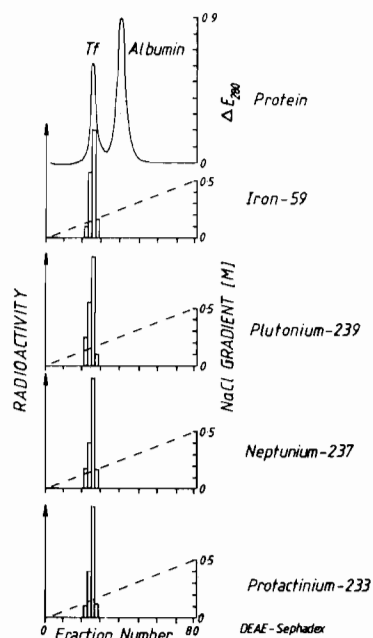 Tf Albumin
0.9
ΔE280
Protein
0
Iron-59
0.5
0
Plutonium-239
0.5
0
RADIOACTIVITY
NaCl GRADIENT [M]
Neptunium-237
0.5
0
Protactinium-233
0.5
0
0 Fraction Number 80
DEAE-Sephadex